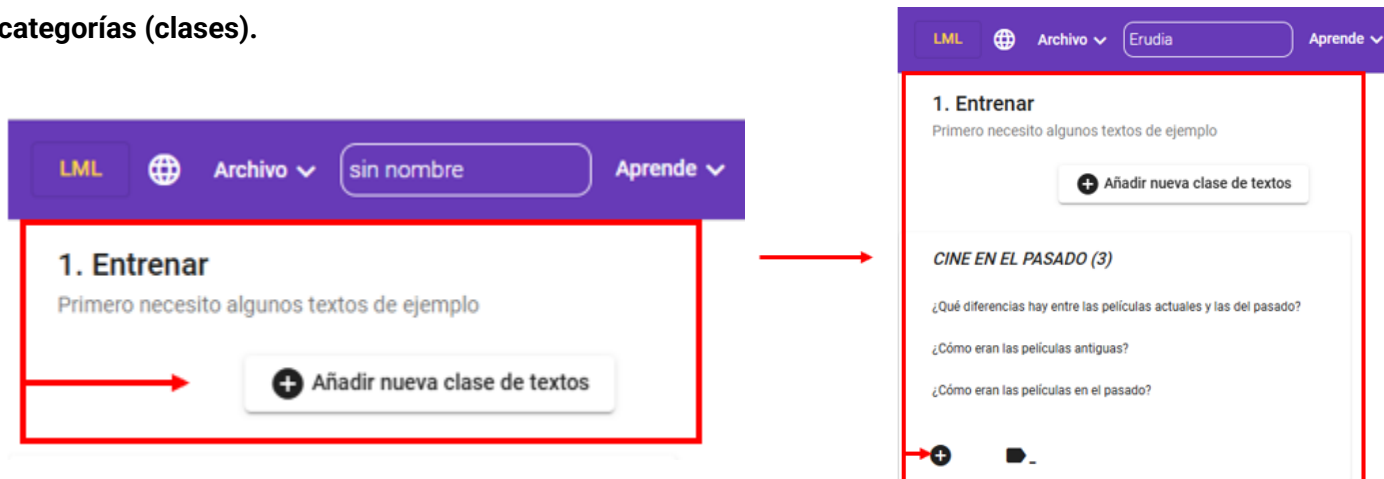 categorías (clases).
LML Archivo sin nombre Aprende
1. Entrenar
Primero necesito algunos textos de ejemplo
Añadir nueva clase de textos
LML Archivo Erudia Aprende
1. Entrenar
Primero necesito algunos textos de ejemplo
Añadir nueva clase de textos
CINE EN EL PASADO (3)
¿Qué diferencias hay entre las películas actuales y las del pasado?
¿Cómo eran las películas antiguas?
¿Cómo eran las películas en el pasado?